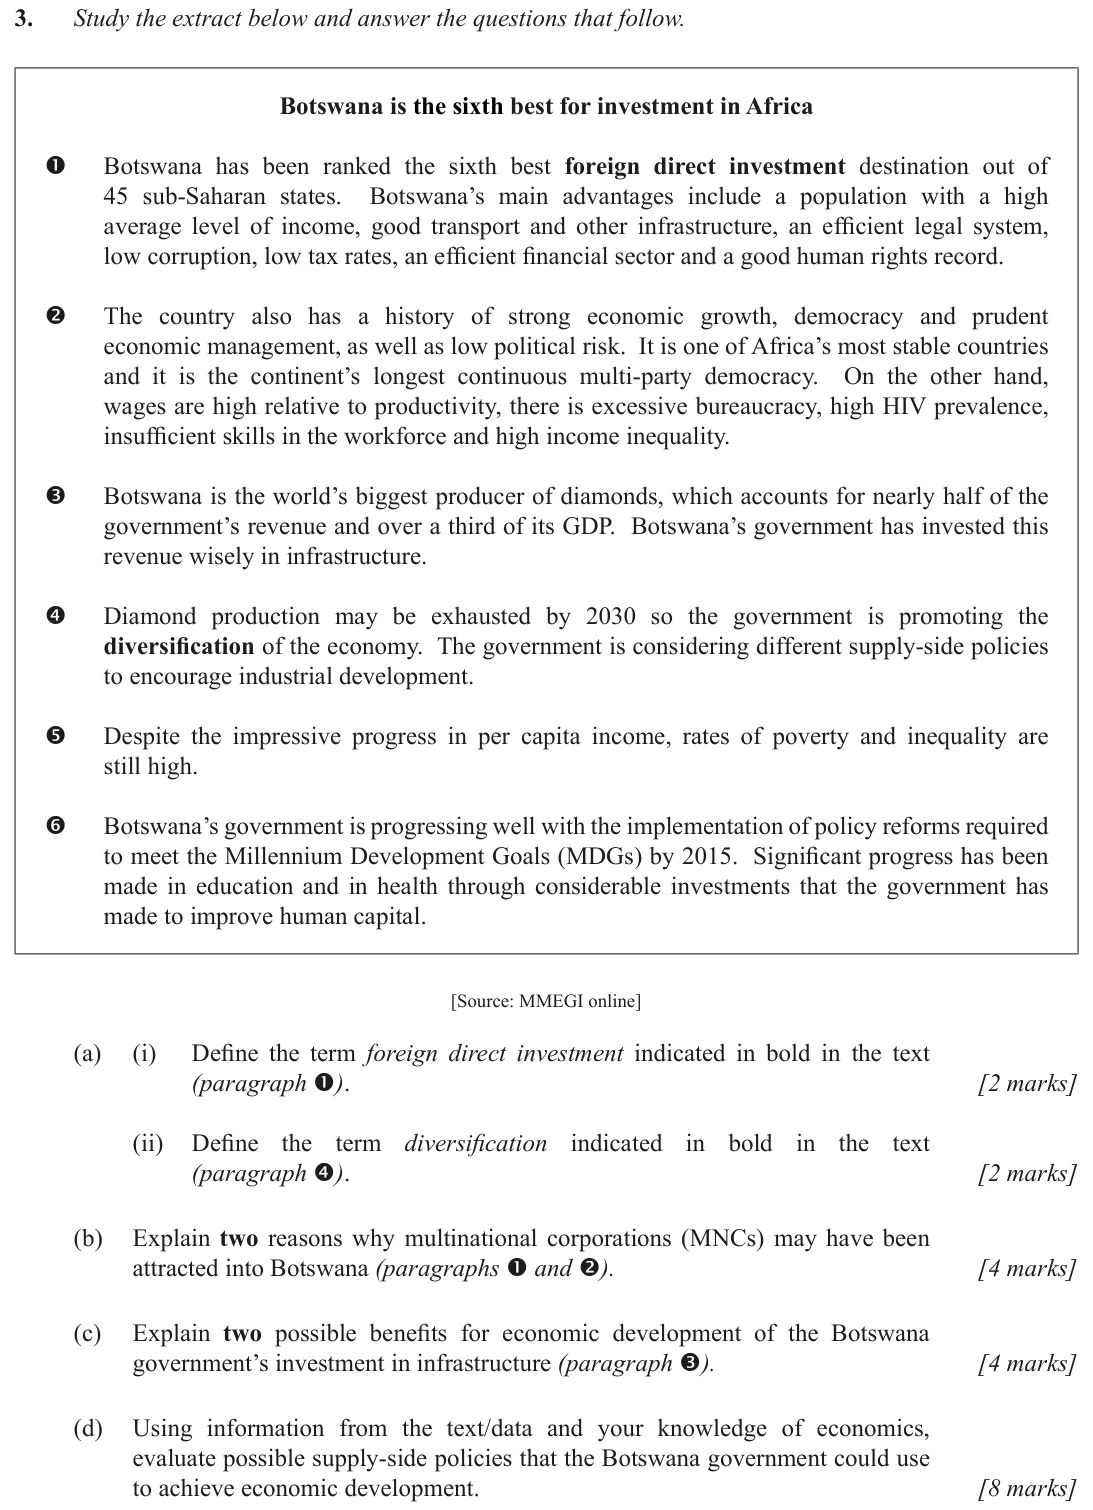 3. Study the extract below and answer the questions that follow.
Botswana is the sixth best for investment in Africa
❶ Botswana has been ranked the sixth best foreign direct investment destination out of
45 sub-Saharan states. Botswana’s main advantages include a population with a high
average level of income, good transport and other infrastructure, an efficient legal system,
low corruption, low tax rates, an efficient financial sector and a good human rights record.
❷ The country also has a history of strong economic growth, democracy and prudent
economic management, as well as low political risk. It is one of Africa’s most stable countries
and it is the continent’s longest continuous multi-party democracy. On the other hand,
wages are high relative to productivity, there is excessive bureaucracy, high HIV prevalence,
insufficient skills in the workforce and high income inequality.
❸ Botswana is the world’s biggest producer of diamonds, which accounts for nearly half of the
government’s revenue and over a third of its GDP. Botswana’s government has invested this
revenue wisely in infrastructure.
❹ Diamond production may be exhausted by 2030 so the government is promoting the
diversification of the economy. The government is considering different supply-side policies
to encourage industrial development.
❺ Despite the impressive progress in per capita income, rates of poverty and inequality are
still high.
❻ Botswana’s government is progressing well with the implementation of policy reforms required
to meet the Millennium Development Goals (MDGs) by 2015. Significant progress has been
made in education and in health through considerable investments that the government has
made to improve human capital.
[Source: MMEGI online]
(a) (i) Define the term foreign direct investment indicated in bold in the text
(paragraph ❶). [2 marks]
(ii) Define the term diversification indicated in bold in the text
(paragraph ❹). [2 marks]
(b) Explain two reasons why multinational corporations (MNCs) may have been
attracted into Botswana (paragraphs ❶ and ❷). [4 marks]
(c) Explain two possible benefits for economic development of the Botswana
government’s investment in infrastructure (paragraph ❸). [4 marks]
(d) Using information from the text/data and your knowledge of economics,
evaluate possible supply-side policies that the Botswana government could use
to achieve economic development. [8 marks]